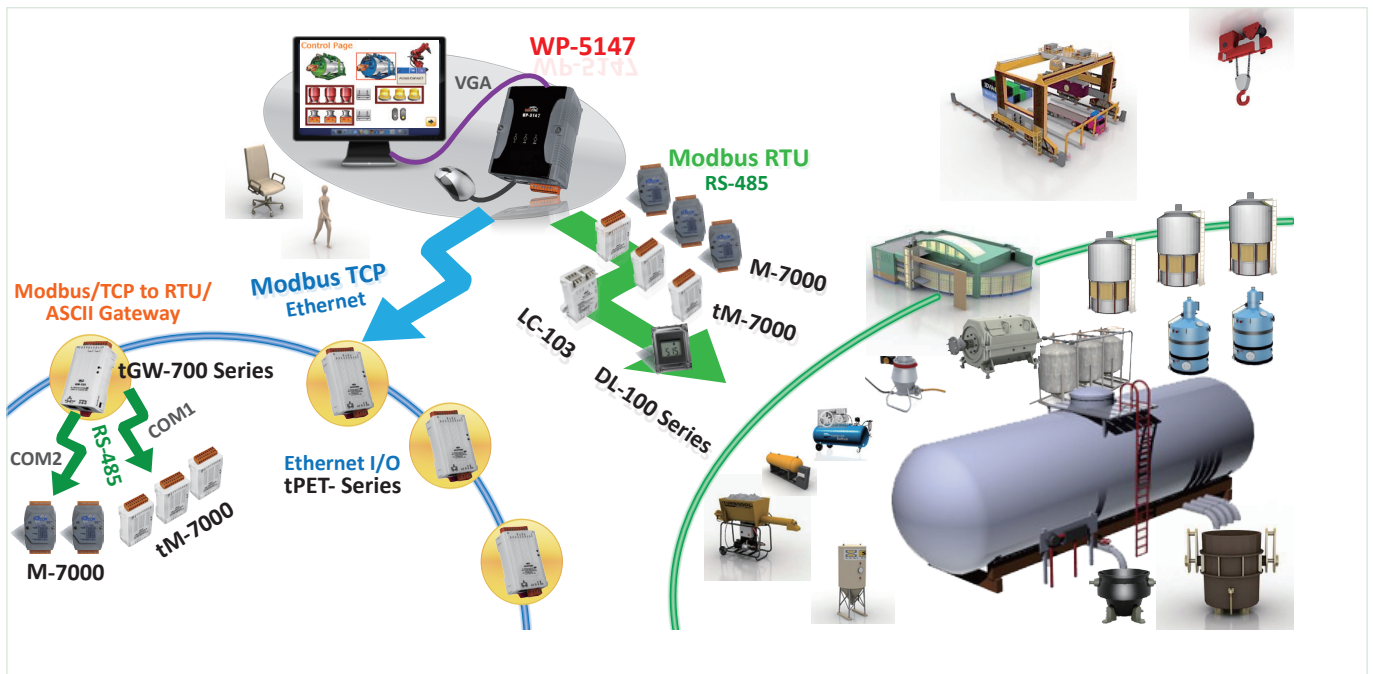 Control Page
WP-5147
VGA
WP-5147
Modbus RTU
RS-485
M-7000
tM-7000
LC-103
DL-100 Series
Modbus TCP
Ethernet
Modbus/TCP to RTU/
ASCII Gateway
tGW-700 Series
COM1
RS-485
COM2
tM-7000
M-7000
Ethernet I/O
tPET- Series